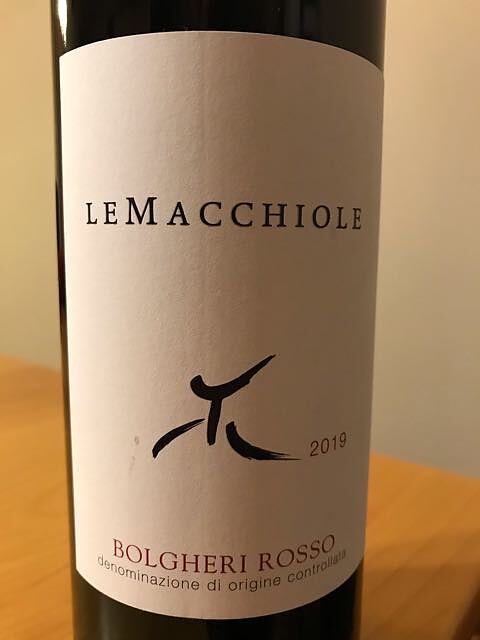 LEMACCHIOLE
2019
BOLGHERI ROSSO
denominazione di origine controllata